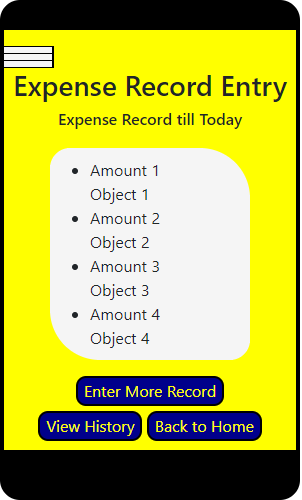 Expense Record Entry
Expense Record till Today
Amount 1
Object 1
Amount 2
Object 2
Amount 3
Object 3
Amount 4
Object 4
Enter More Record
View History Back to Home